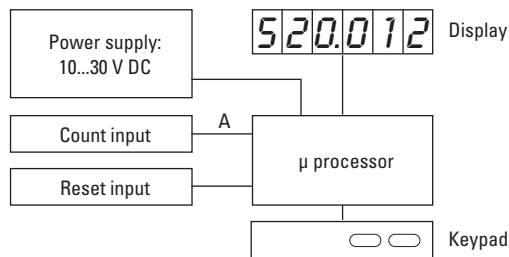 Power supply:
10...30 V DC
520.012
Display
Count input
A
µ processor
Reset input
Keypad